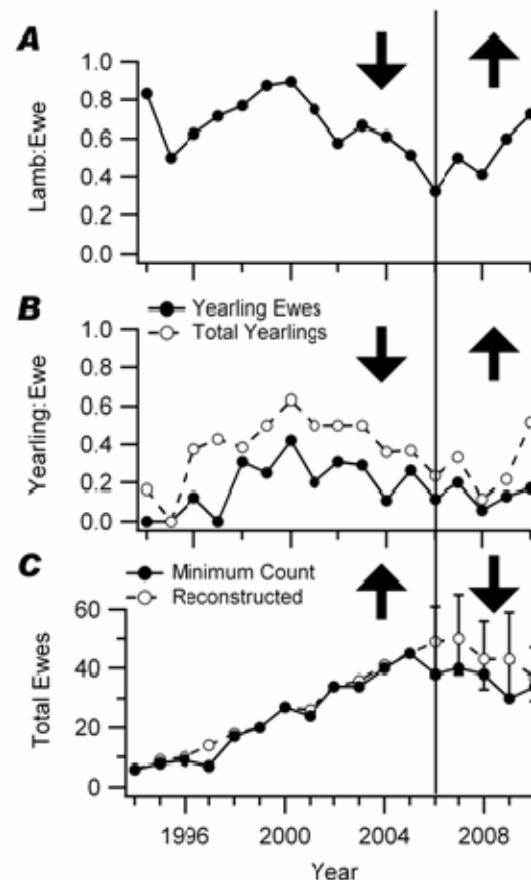 A
1.0
0.8
0.6
0.4
0.2
0.0
Lamb:Ewe
B
Yearling Ewes
Total Yearlings
1.0
0.8
0.6
0.4
0.2
0.0
Yearling:Ewe
C
Minimum Count
Reconstructed
60
40
20
0
Total Ewes
1996 2000 2004 2008
Year